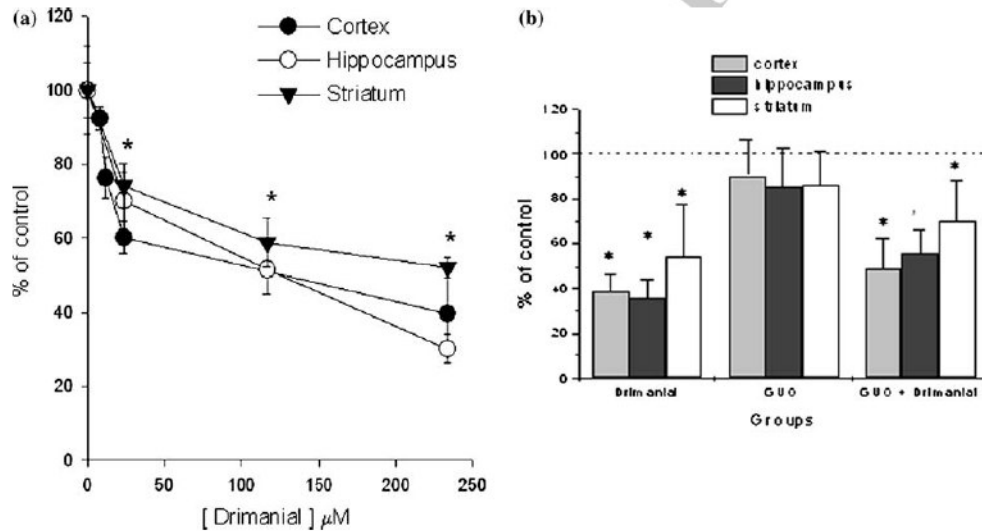 (a)
Cortex
Hippocampus
Striatum
120
100
80
60
40
20
0
% of control
*
*
*
0 50 100 150 200 250
[ Drimanial ] μM
(b)
cortex
hippocampus
striatum
120
100
80
60
40
20
0
% of control
* * *
* *
Drimanial GUO GUO + Drimanial
Groups